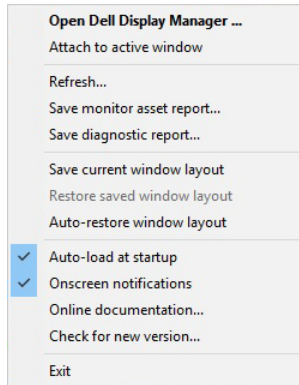 Open Dell Display Manager ...
Attach to active window
Refresh...
Save monitor asset report...
Save diagnostic report...
Save current window layout
Restore saved window layout
Auto-restore window layout
Auto-load at startup
Onscreen notifications
Online documentation...
Check for new version...
Exit